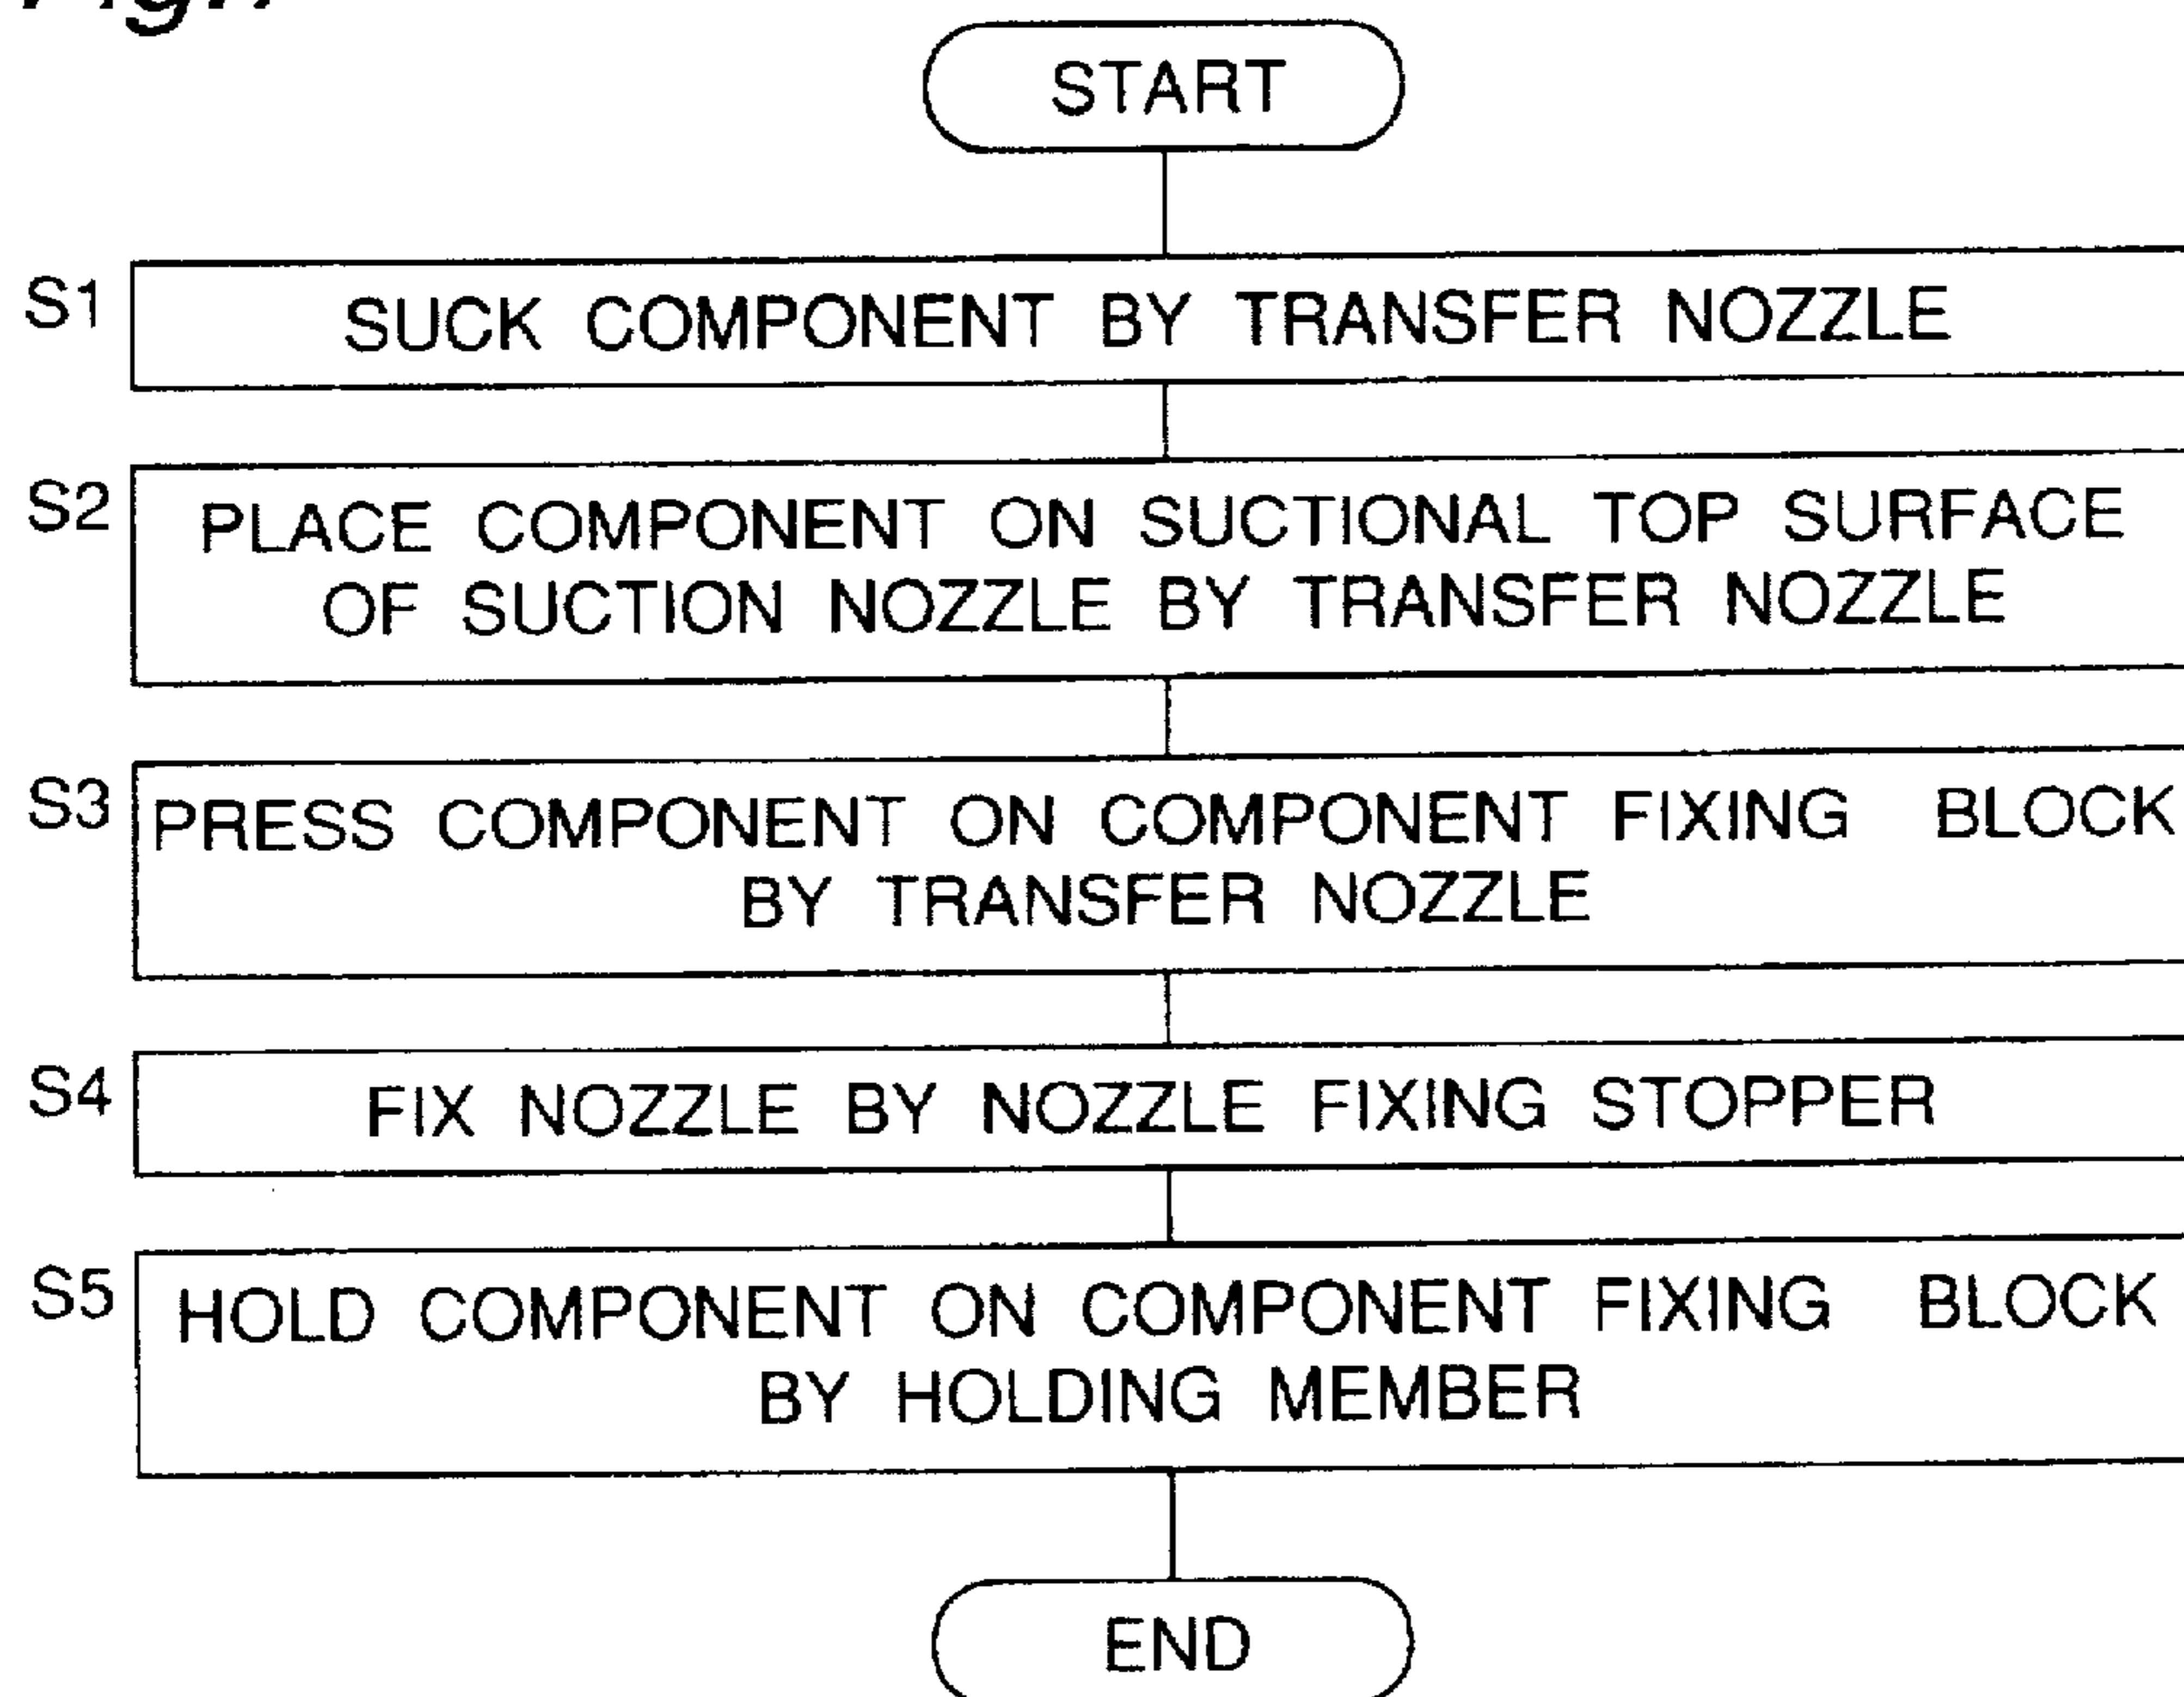 START
S1
SUCK COMPONENT BY TRANSFER NOZZLE
S2
PLACE COMPONENT ON SUCTIONAL TOP SURFACE
OF SUCTION NOZZLE BY TRANSFER NOZZLE
S3
PRESS COMPONENT ON COMPONENT FIXING BLOCK
BY TRANSFER NOZZLE
S4
FIX NOZZLE BY NOZZLE FIXING STOPPER
S5
HOLD COMPONENT ON COMPONENT FIXING BLOCK
BY HOLDING MEMBER
END